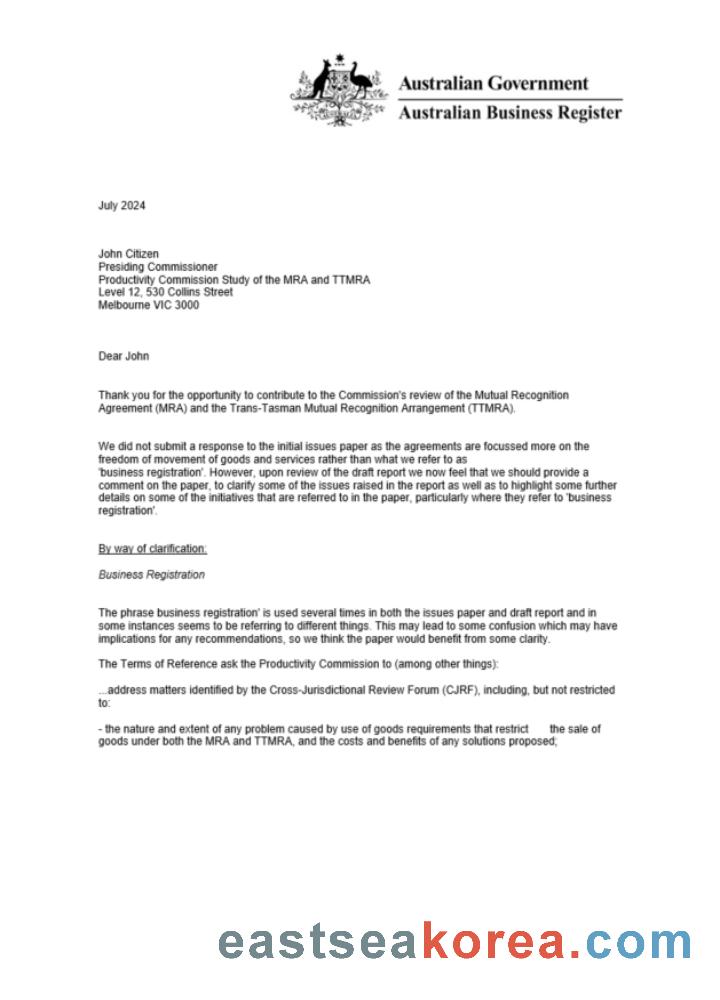 Australian Government
Australian Business Register
July 2024
John Citizen
Presiding Commissioner
Productivity Commission Study of the MRA and TTMRA
Level 12, 530 Collins Street
Melbourne VIC 3000
Dear John
Thank you for the opportunity to contribute to the Commission's review of the Mutual Recognition
Agreement (MRA) and the Trans-Tasman Mutual Recognition Arrangement (TTMRA).
We did not submit a response to the initial issues paper as the agreements are focussed more on the
freedom of movement of goods and services rather than what we refer to as
'business registration'. However, upon review of the draft report we now feel that we should provide a
comment on the paper, to clarify some of the issues raised in the report as well as to highlight some further
details on some of the initiatives that are referred to in the paper, particularly where they refer to 'business
registration'.
By way of clarification:
Business Registration
The phrase business registration' is used several times in both the issues paper and draft report and in
some instances seems to be referring to different things. This may lead to some confusion which may have
implications for any recommendations, so we think the paper would benefit from some clarity.
The Terms of Reference ask the Productivity Commission to (among other things):
...address matters identified by the Cross-Jurisdictional Review Forum (CJRF), including, but not restricted
to:
- the nature and extent of any problem caused by use of goods requirements that restrict the sale of
goods under both the MRA and TTMRA, and the costs and benefits of any solutions proposed;
eastseakorea.com